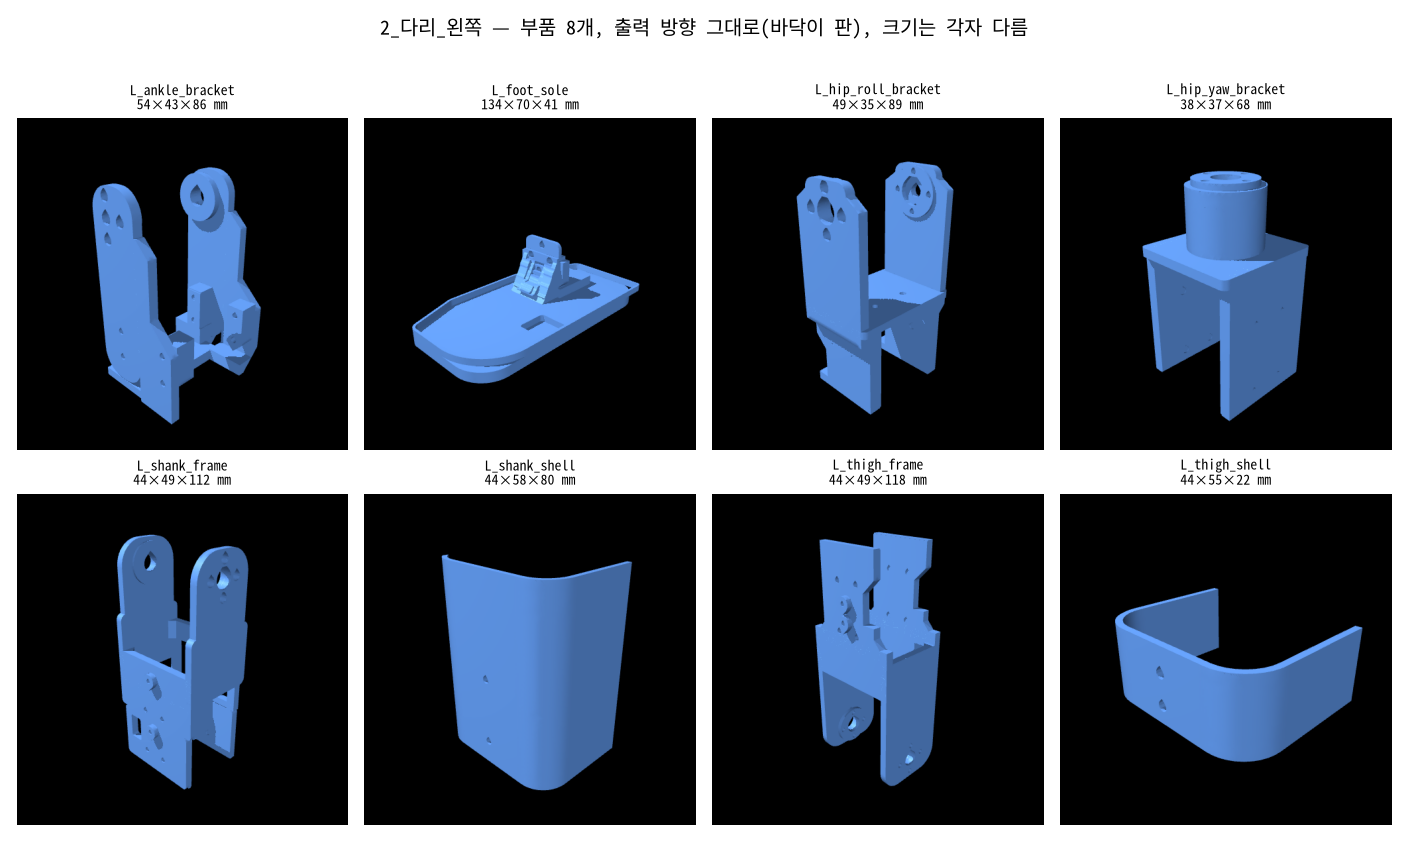 2_다리_왼쪽 — 부품 8개, 출력 방향 그대로(바닥이 판), 크기는 각자 다름
L_ankle_bracket
54×43×86 mm
L_foot_sole
134×70×41 mm
L_hip_roll_bracket
49×35×89 mm
L_hip_yaw_bracket
38×37×68 mm
L_shank_frame
44×49×112 mm
L_shank_shell
44×58×80 mm
L_thigh_frame
44×49×118 mm
L_thigh_shell
44×55×22 mm